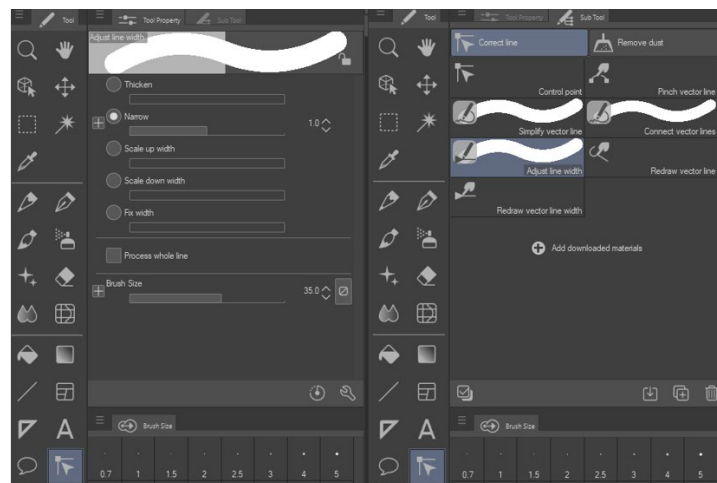 Tool
Tool Property
Sub Tool
Adjust line width
Thicken
Narrow
1.0
Scale up width
Scale down width
Fix width
Process whole line
Brush Size
35.0
Brush Size
0.7 1 1.5 2 2.5 3 4 5
Tool
Tool Property
Sub Tool
Correct line
Remove dust
Control point
Pinch vector line
Simplify vector line
Connect vector lines
Adjust line width
Redraw vector line
Redraw vector line width
Add downloaded materials
Brush Size
0.7 1 1.5 2 2.5 3 4 5